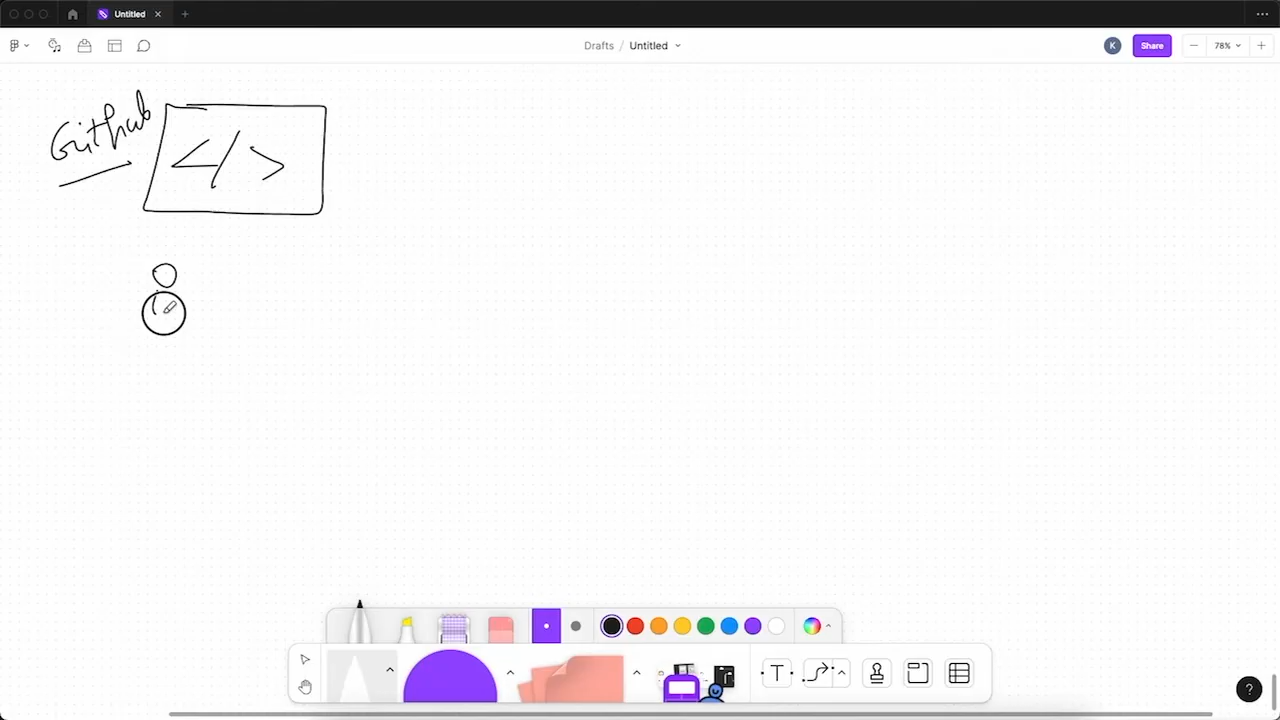 Untitled
Drafts / Untitled
K
Share
78%
Github
</>
T
?